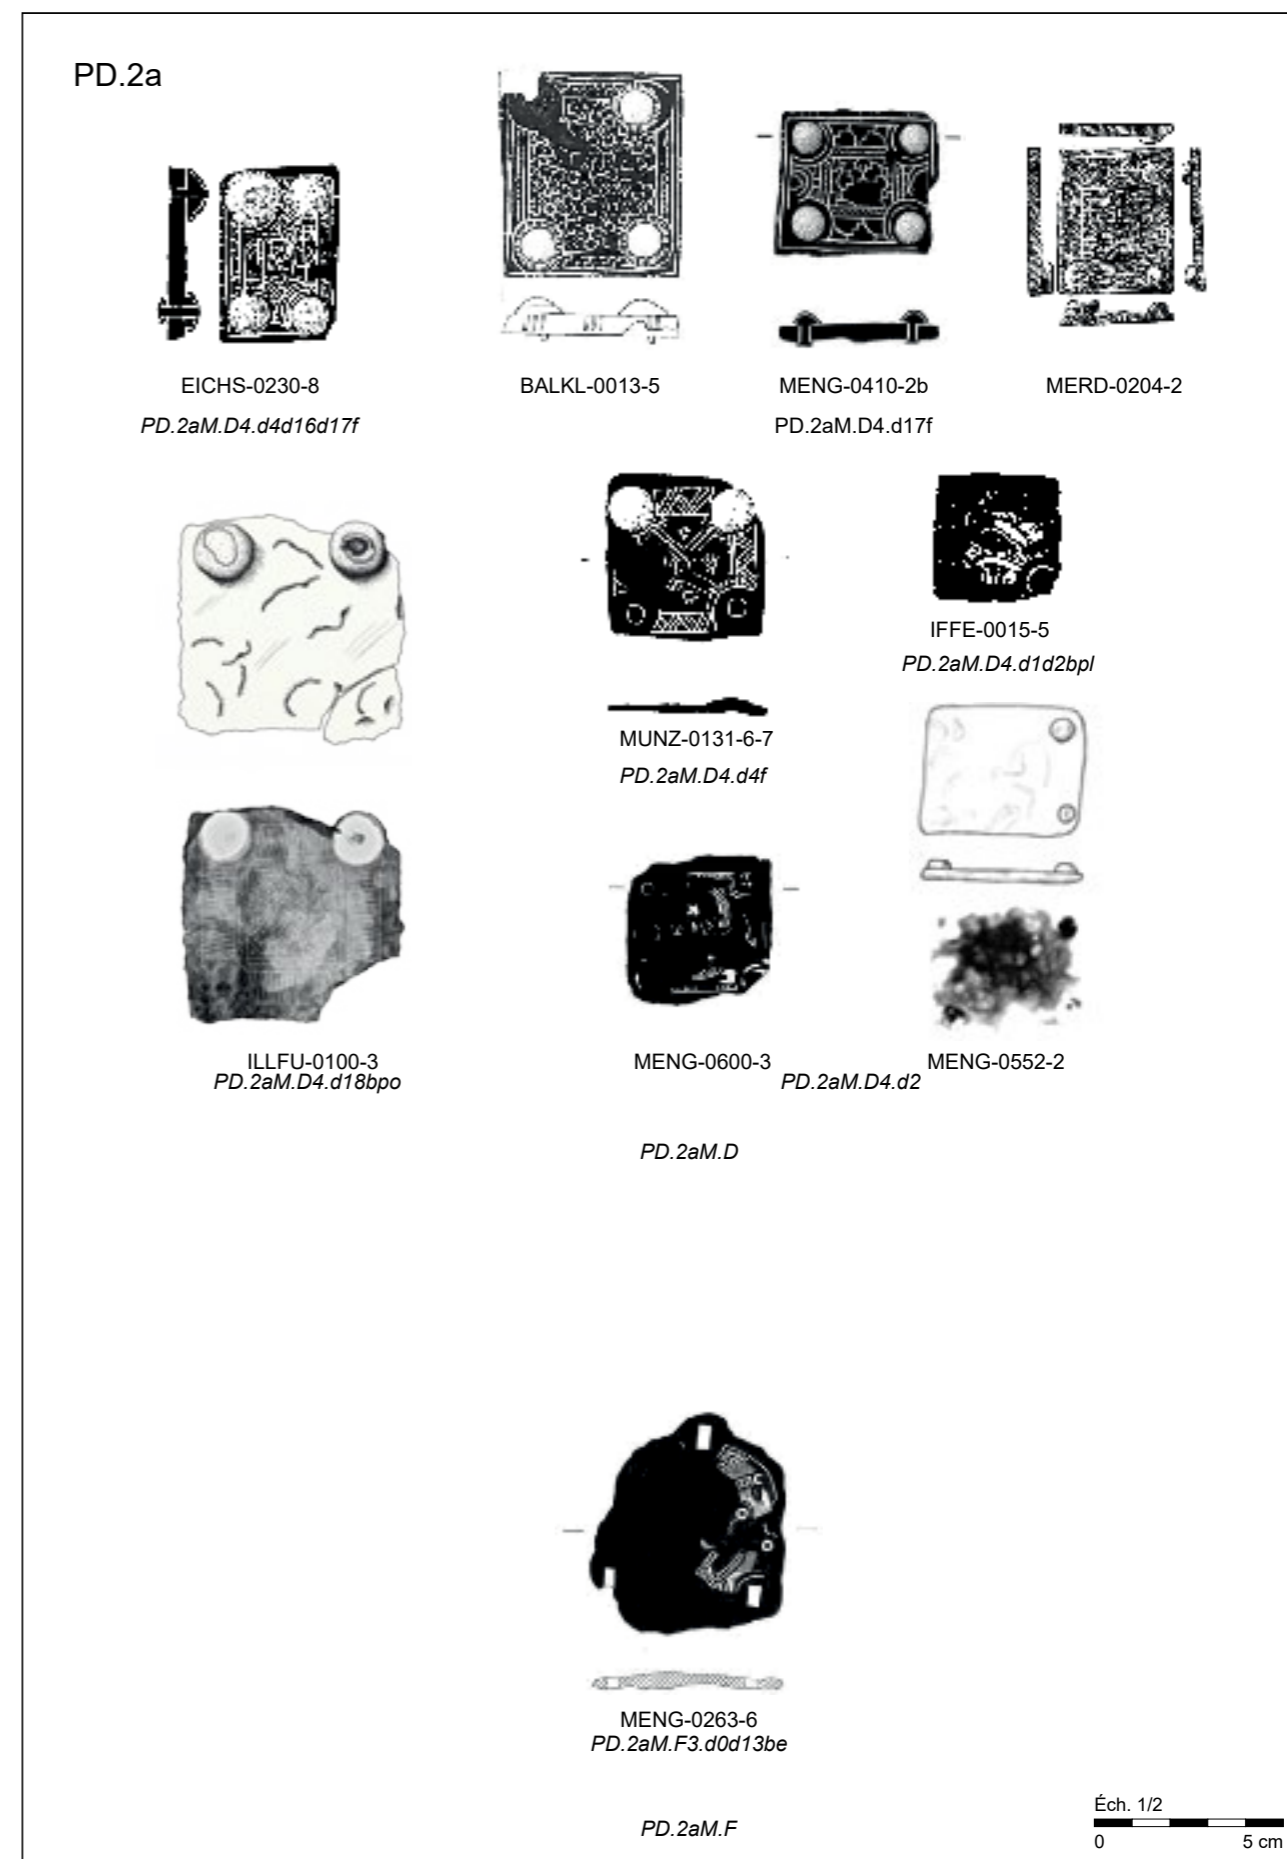 PD.2a
EICHS-0230-8
BALKL-0013-5
MENG-0410-2b
MERD-0204-2
PD.2aM.D4.d4d16d17f
PD.2aM.D4.d17f
IFFE-0015-5
PD.2aM.D4.d1d2bpl
MUNZ-0131-6-7
PD.2aM.D4.d4f
ILLFU-0100-3
PD.2aM.D4.d18bpo
MENG-0600-3
MENG-0552-2
PD.2aM.D4.d2
PD.2aM.D
MENG-0263-6
PD.2aM.F3.d0d13be
PD.2aM.F
Éch. 1/2
0 5 cm